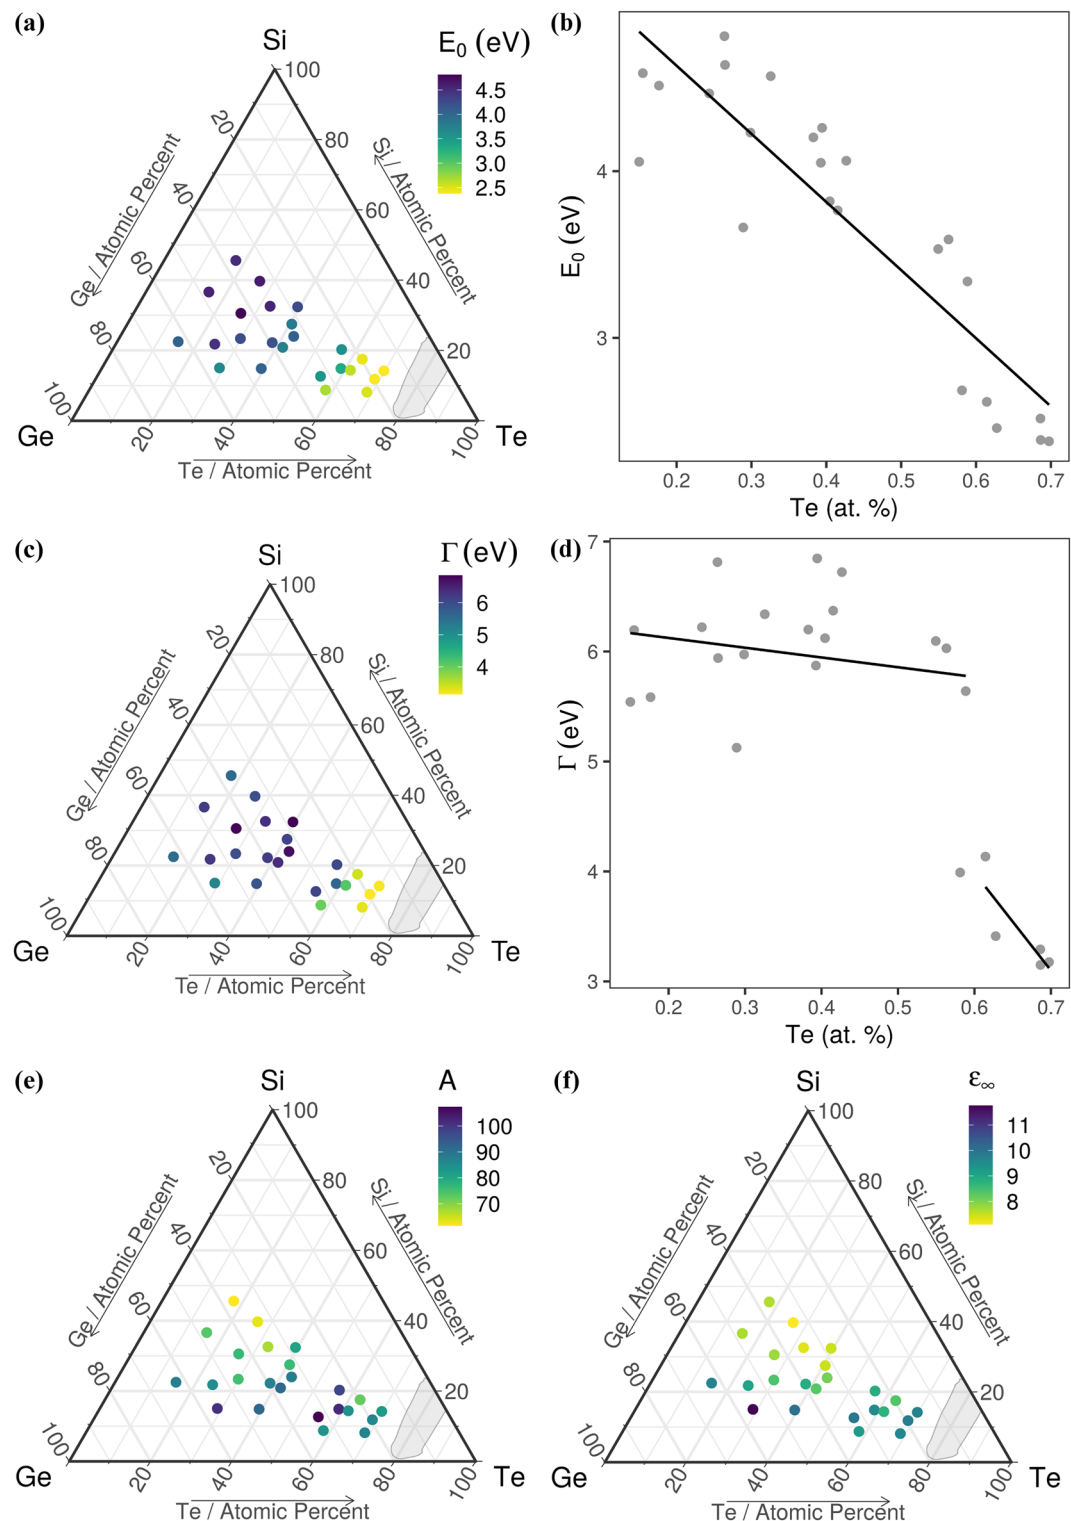 (a)
E₀ (eV)
Si
100
4.5
4.0
3.5
3.0
2.5
20
80
Ge / Atomic Percent
Si / Atomic Percent
40
60
60
40
80
20
100
Ge
20
40
60
80
100
Te
Te / Atomic Percent
(b)
E₀ (eV)
4
3
0.2
0.3
0.4
0.5
0.6
0.7
Te (at. %)
(c)
Γ (eV)
Si
100
6
5
4
20
80
Ge / Atomic Percent
Si / Atomic Percent
40
60
60
40
80
20
100
Ge
20
40
60
80
100
Te
Te / Atomic Percent
(d)
Γ (eV)
7
6
5
4
3
0.2
0.3
0.4
0.5
0.6
0.7
Te (at. %)
(e)
A
Si
100
100
90
80
70
20
80
Ge / Atomic Percent
Si / Atomic Percent
40
60
60
40
80
20
100
Ge
20
40
60
80
100
Te
Te / Atomic Percent
(f)
ε∞
Si
100
11
10
9
8
20
80
Ge / Atomic Percent
Si / Atomic Percent
40
60
60
40
80
20
100
Ge
20
40
60
80
100
Te
Te / Atomic Percent